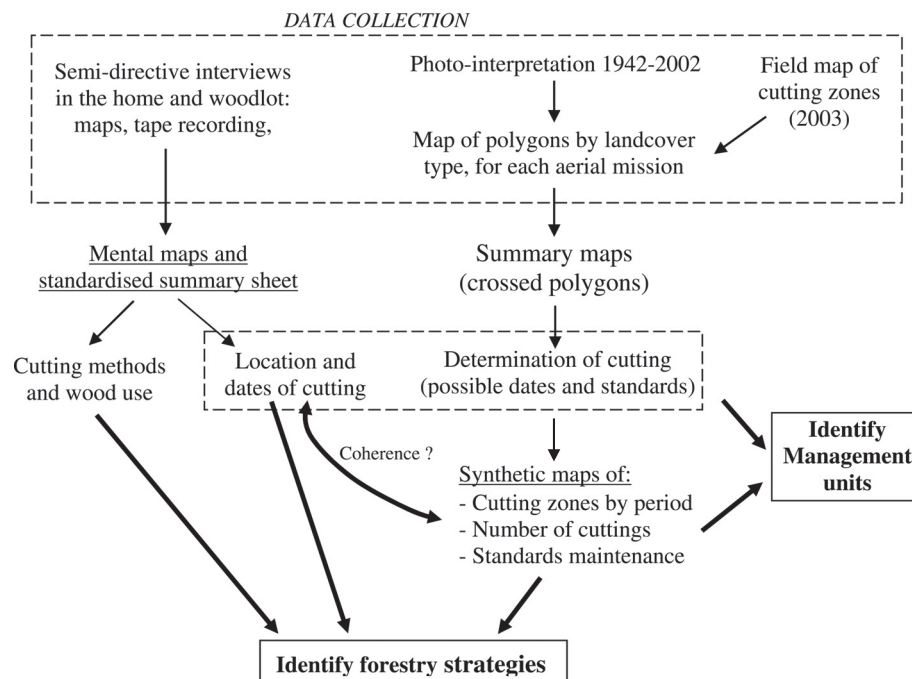 DATA COLLECTION
Semi-directive interviews
in the home and woodlot:
maps, tape recording,
Photo-interpretation 1942-2002
Field map of
cutting zones
(2003)
Map of polygons by landcover
type, for each aerial mission
Mental maps and
standardised summary sheet
Summary maps
(crossed polygons)
Cutting methods
and wood use
Location and
dates of cutting
Determination of cutting
(possible dates and standards)
Identify
Management
units
Coherence ?
Synthetic maps of:
- Cutting zones by period
- Number of cuttings
- Standards maintenance
Identify forestry strategies